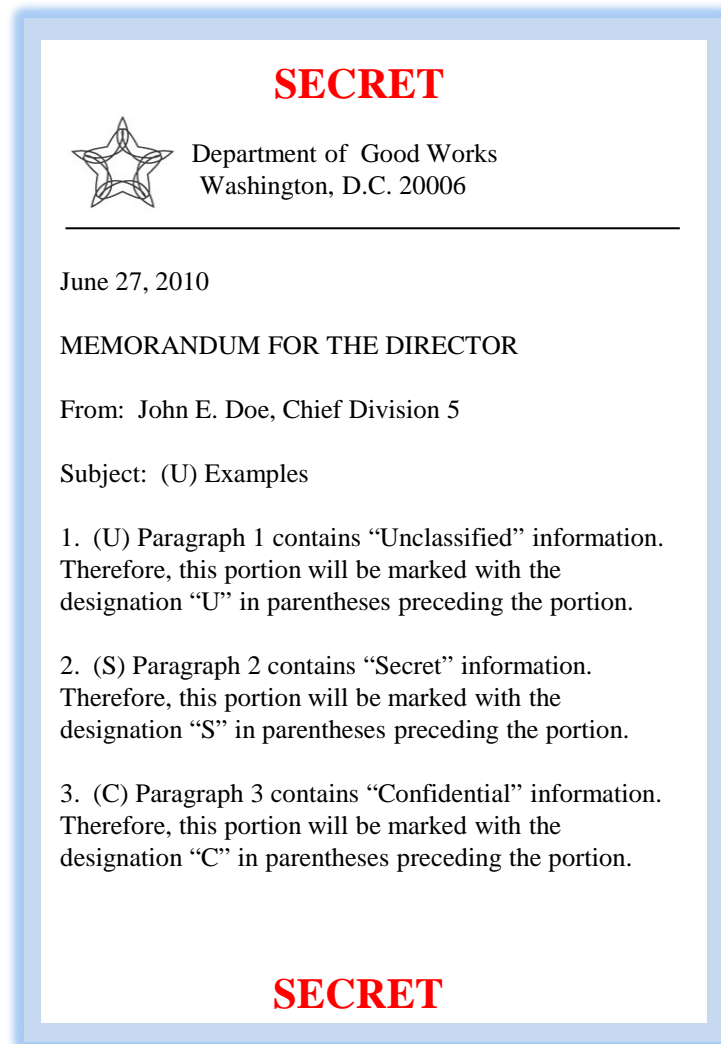 SECRET
Department of Good Works
Washington, D.C. 20006
June 27, 2010
MEMORANDUM FOR THE DIRECTOR
From: John E. Doe, Chief Division 5
Subject: (U) Examples
1. (U) Paragraph 1 contains “Unclassified” information.
Therefore, this portion will be marked with the
designation “U” in parentheses preceding the portion.
2. (S) Paragraph 2 contains “Secret” information.
Therefore, this portion will be marked with the
designation “S” in parentheses preceding the portion.
3. (C) Paragraph 3 contains “Confidential” information.
Therefore, this portion will be marked with the
designation “C” in parentheses preceding the portion.
SECRET